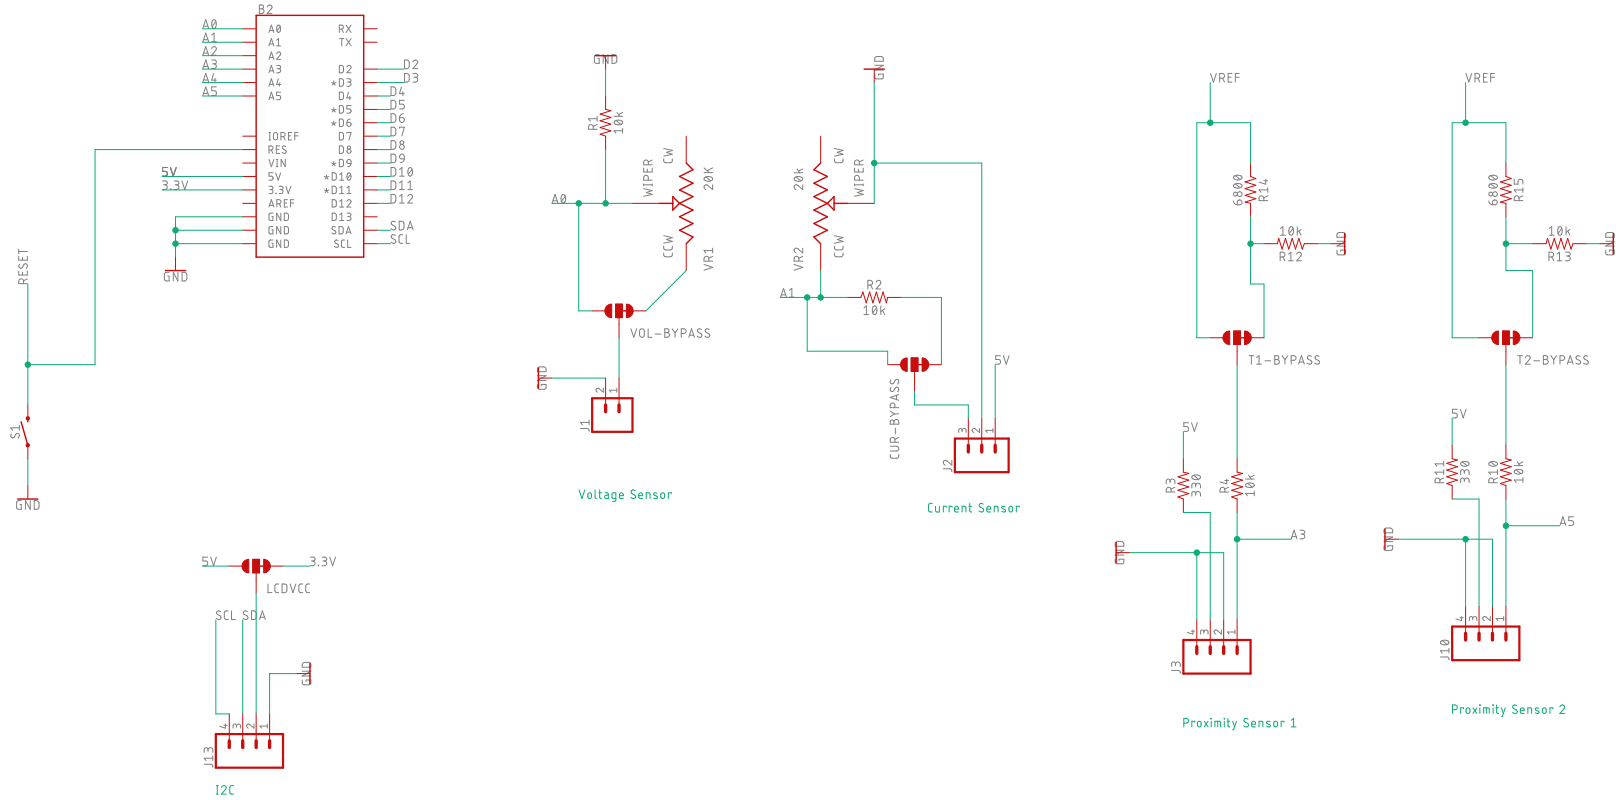 B2
A0 A0 RX
A1 A1 TX
A2 A2
A3 A3 D2 D2
A4 A4 *D3 D3
A5 A5 D4 D4
*D5 D5
*D6 D6
IOREF D7 D7
RES D8 D8
VIN *D9 D9
5V 5V *D10 D10
3.3V 3.3V *D11 D11
AREF D12 D12
GND D13
GND SDA SDA
GND SCL SCL
GND
RESET
S1
GND
5V 3.3V
LCDVCC
SCL SDA
GND
4 3 2 1
J13
I2C
GND
R1
10k
A0
WIPER
CW
20K
CCW
VR1
VOL-BYPASS
GND
2 1
J1
Voltage Sensor
GND
20k
CW
WIPER
VR2
CCW
A1
R2
10k
5V
CUR-BYPASS
3 2 1
J2
Current Sensor
VREF
6800
R14
10k
R12
GND
T1-BYPASS
5V
R3
330
R4
10k
A3
GND
4 3 2 1
J3
Proximity Sensor 1
VREF
6800
R15
10k
R13
GND
T2-BYPASS
5V
R11
330
R10
10k
A5
GND
4 3 2 1
J10
Proximity Sensor 2